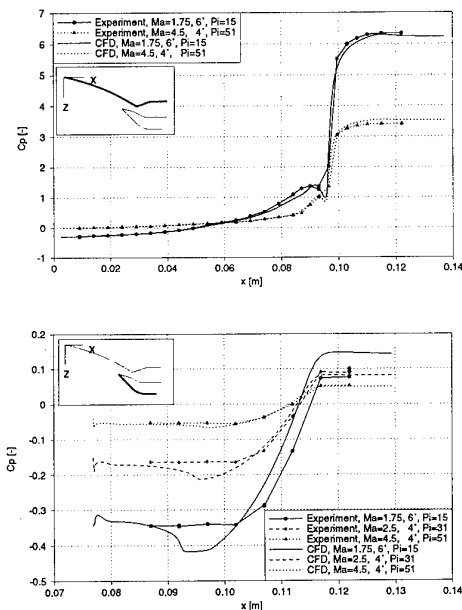 Experiment, Ma=1.75, 6°, Pi=15
Experiment, Ma=4.5, 4°, Pi=51
CFD, Ma=1.75, 6°, Pi=15
CFD, Ma=4.5, 4°, Pi=51
X
Z
Cp [-]
7
6
5
4
3
2
1
0
-1
0 0.02 0.04 0.06 0.08 0.10 0.12 0.14
x [m]
0.2
0.1
0
-0.1
-0.2
-0.3
-0.4
-0.5
Cp [-]
X
Z
Experiment, Ma=1.75, 6°, Pi=15
Experiment, Ma=2.5, 4°, Pi=31
Experiment, Ma=4.5, 4°, Pi=51
CFD, Ma=1.75, 6°, Pi=15
CFD, Ma=2.5, 4°, Pi=31
CFD, Ma=4.5, 4°, Pi=51
0.07 0.08 0.09 0.10 0.11 0.12 0.13 0.14
x [m]